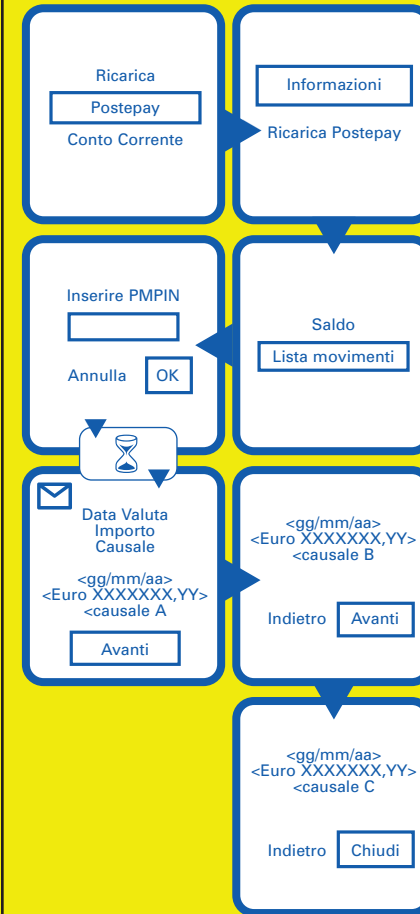 Ricarica
Postepay
Conto Corrente
Informazioni
Ricarica Postepay
Saldo
Lista movimenti
Inserire PMPIN
Annulla OK
Data Valuta
Importo
Causale
<gg/mm/aa>
<Euro XXXXXXX,YY>
<causale A
Avanti
<gg/mm/aa>
<Euro XXXXXXX,YY>
<causale B
Indietro Avanti
<gg/mm/aa>
<Euro XXXXXXX,YY>
<causale C
Indietro Chiudi